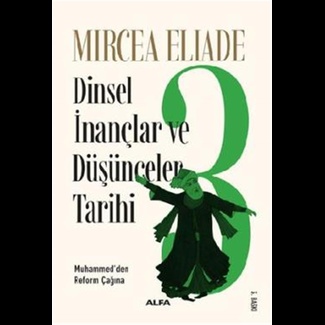 MIRCEA ELIADE
Dinsel
İnançlar ve
Düşünceler
Tarihi
3
Muhammed'den
Reform Çağına
ALFA